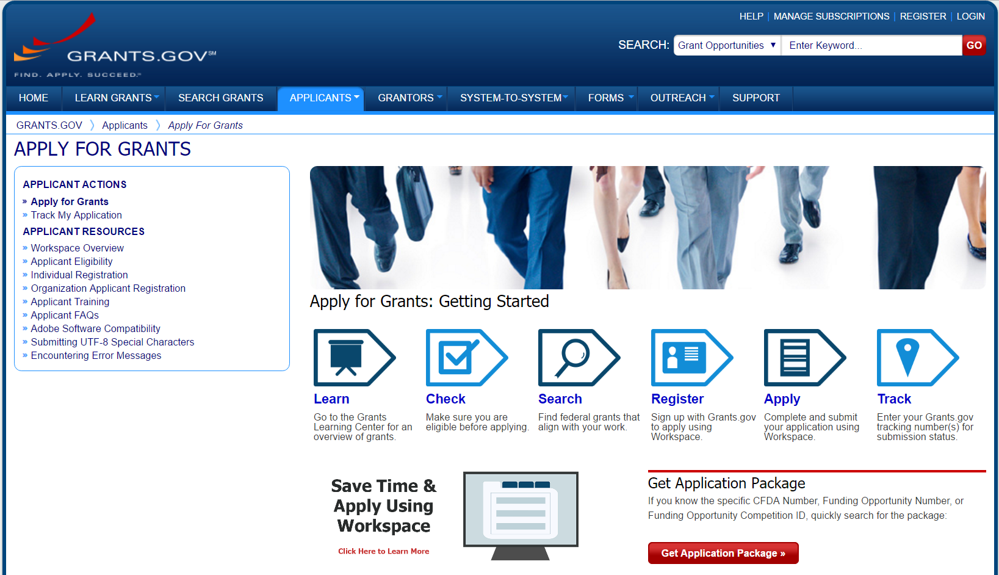 HELP | MANAGE SUBSCRIPTIONS | REGISTER | LOGIN
GRANTS.GOV℠
FIND. APPLY. SUCCEED.℠
SEARCH: Grant Opportunities ▼ Enter Keyword... GO
HOME LEARN GRANTS SEARCH GRANTS APPLICANTS GRANTORS SYSTEM-TO-SYSTEM FORMS OUTREACH SUPPORT
GRANTS.GOV 〉 Applicants 〉 Apply For Grants
APPLY FOR GRANTS
APPLICANT ACTIONS
» Apply for Grants
» Track My Application
APPLICANT RESOURCES
» Workspace Overview
» Applicant Eligibility
» Individual Registration
» Organization Applicant Registration
» Applicant Training
» Applicant FAQs
» Adobe Software Compatibility
» Submitting UTF-8 Special Characters
» Encountering Error Messages
Apply for Grants: Getting Started
Learn
Go to the Grants
Learning Center for an
overview of grants.
Check
Make sure you are
eligible before applying.
Search
Find federal grants that
align with your work.
Register
Sign up with Grants.gov
to apply using
Workspace.
Apply
Complete and submit
your application using
Workspace.
Track
Enter your Grants.gov
tracking number(s) for
submission status.
Save Time &
Apply Using
Workspace
Click Here to Learn More
Get Application Package
If you know the specific CFDA Number, Funding Opportunity Number, or
Funding Opportunity Competition ID, quickly search for the package:
Get Application Package »